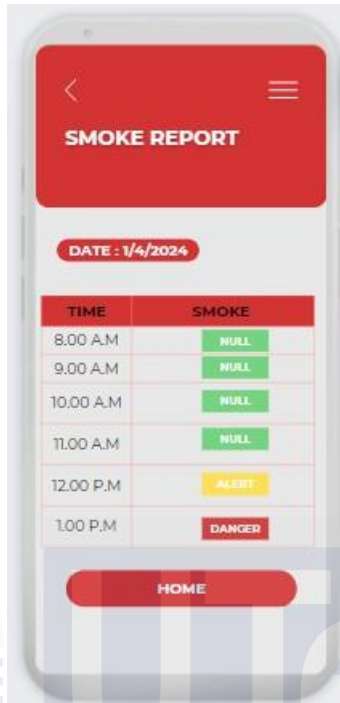 SMOKE REPORT
DATE : 1/4/2024
TIME SMOKE
8.00 A.M NULL
9.00 A.M NULL
10.00 A.M NULL
11.00 A.M NULL
12.00 P.M ALERT
1.00 P.M DANGER
HOME